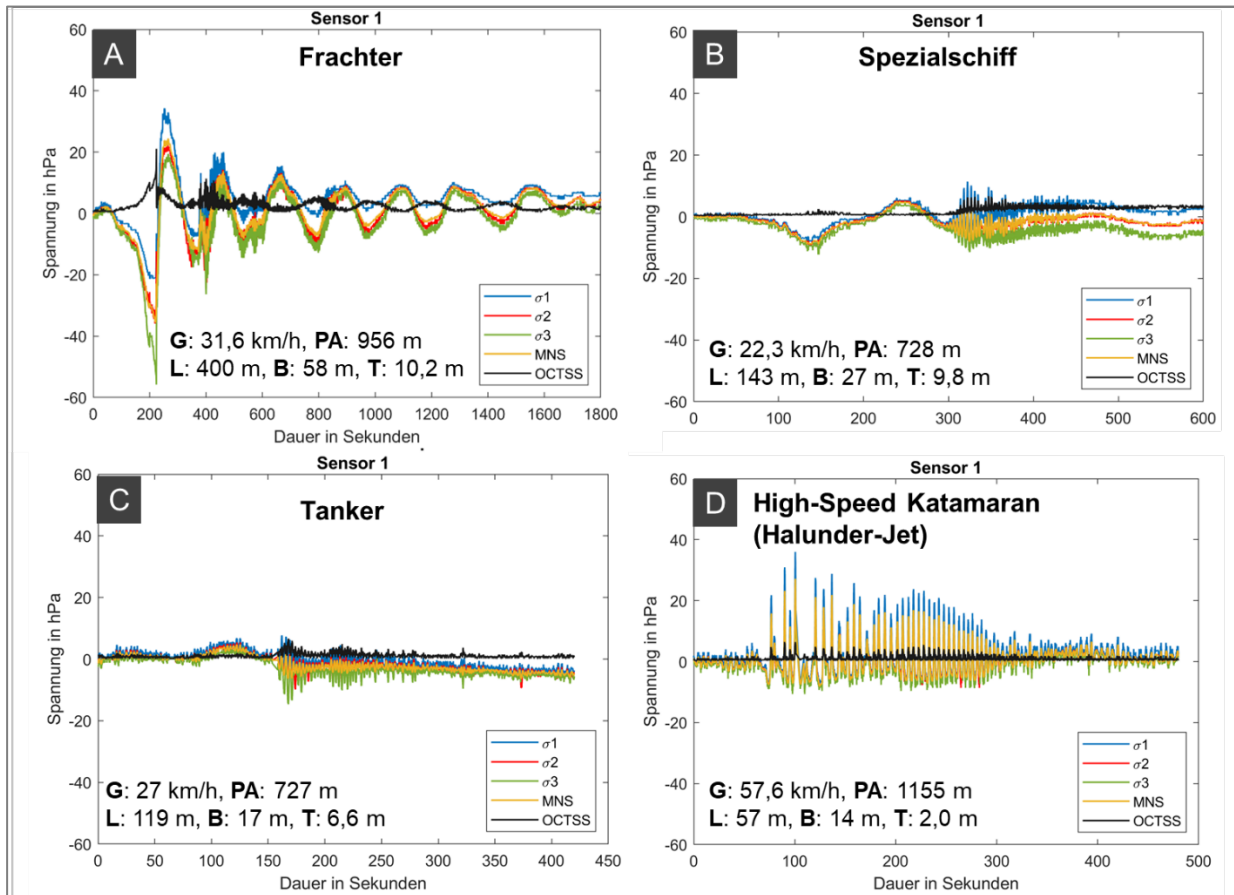 Sensor 1
A
Frachter
60
40
20
0
-20
-40
-60
Spannung in hPa
0 200 400 600 800 1000 1200 1400 1600 1800
Dauer in Sekunden
G: 31,6 km/h, PA: 956 m
L: 400 m, B: 58 m, T: 10,2 m
σ1
σ2
σ3
MNS
OCTSS
Sensor 1
B
Spezialschiff
60
40
20
0
-20
-40
-60
Spannung in hPa
0 100 200 300 400 500 600
G: 22,3 km/h, PA: 728 m
L: 143 m, B: 27 m, T: 9,8 m
σ1
σ2
σ3
MNS
OCTSS
Sensor 1
C
Tanker
60
40
20
0
-20
-40
-60
Spannung in hPa
0 50 100 150 200 250 300 350 400 450
Dauer in Sekunden
G: 27 km/h, PA: 727 m
L: 119 m, B: 17 m, T: 6,6 m
σ1
σ2
σ3
MNS
OCTSS
Sensor 1
D
High-Speed Katamaran
(Halunder-Jet)
60
40
20
0
-20
-40
-60
Spannung in hPa
0 100 200 300 400 500
Dauer in Sekunden
G: 57,6 km/h, PA: 1155 m
L: 57 m, B: 14 m, T: 2,0 m
σ1
σ2
σ3
MNS
OCTSS